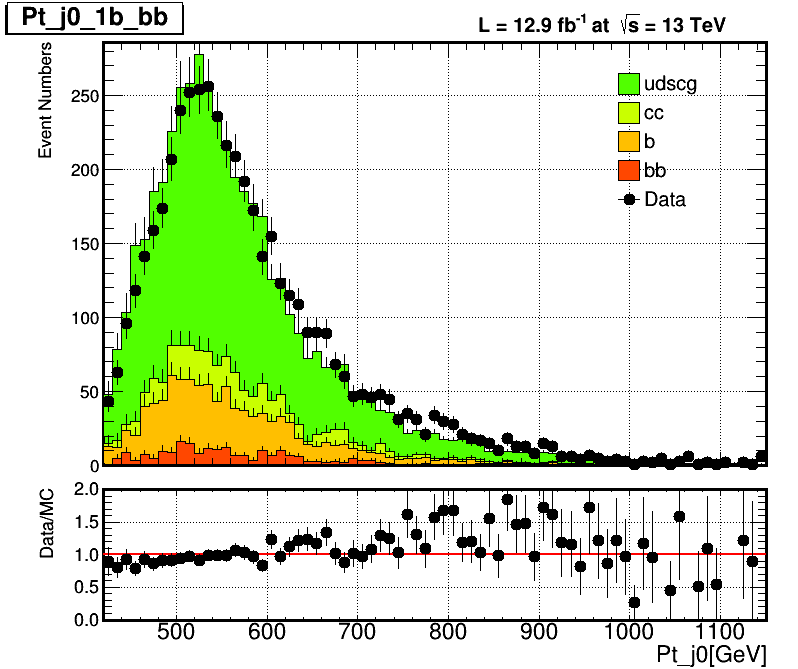 Pt_j0_1b_bb
L = 12.9 fb⁻¹ at √s = 13 TeV
Event Numbers
250
200
150
100
50
0
udscg
cc
b
bb
Data
Data/MC
2.0
1.5
1.0
0.5
0.0
500 600 700 800 900 1000 1100
Pt_j0[GeV]